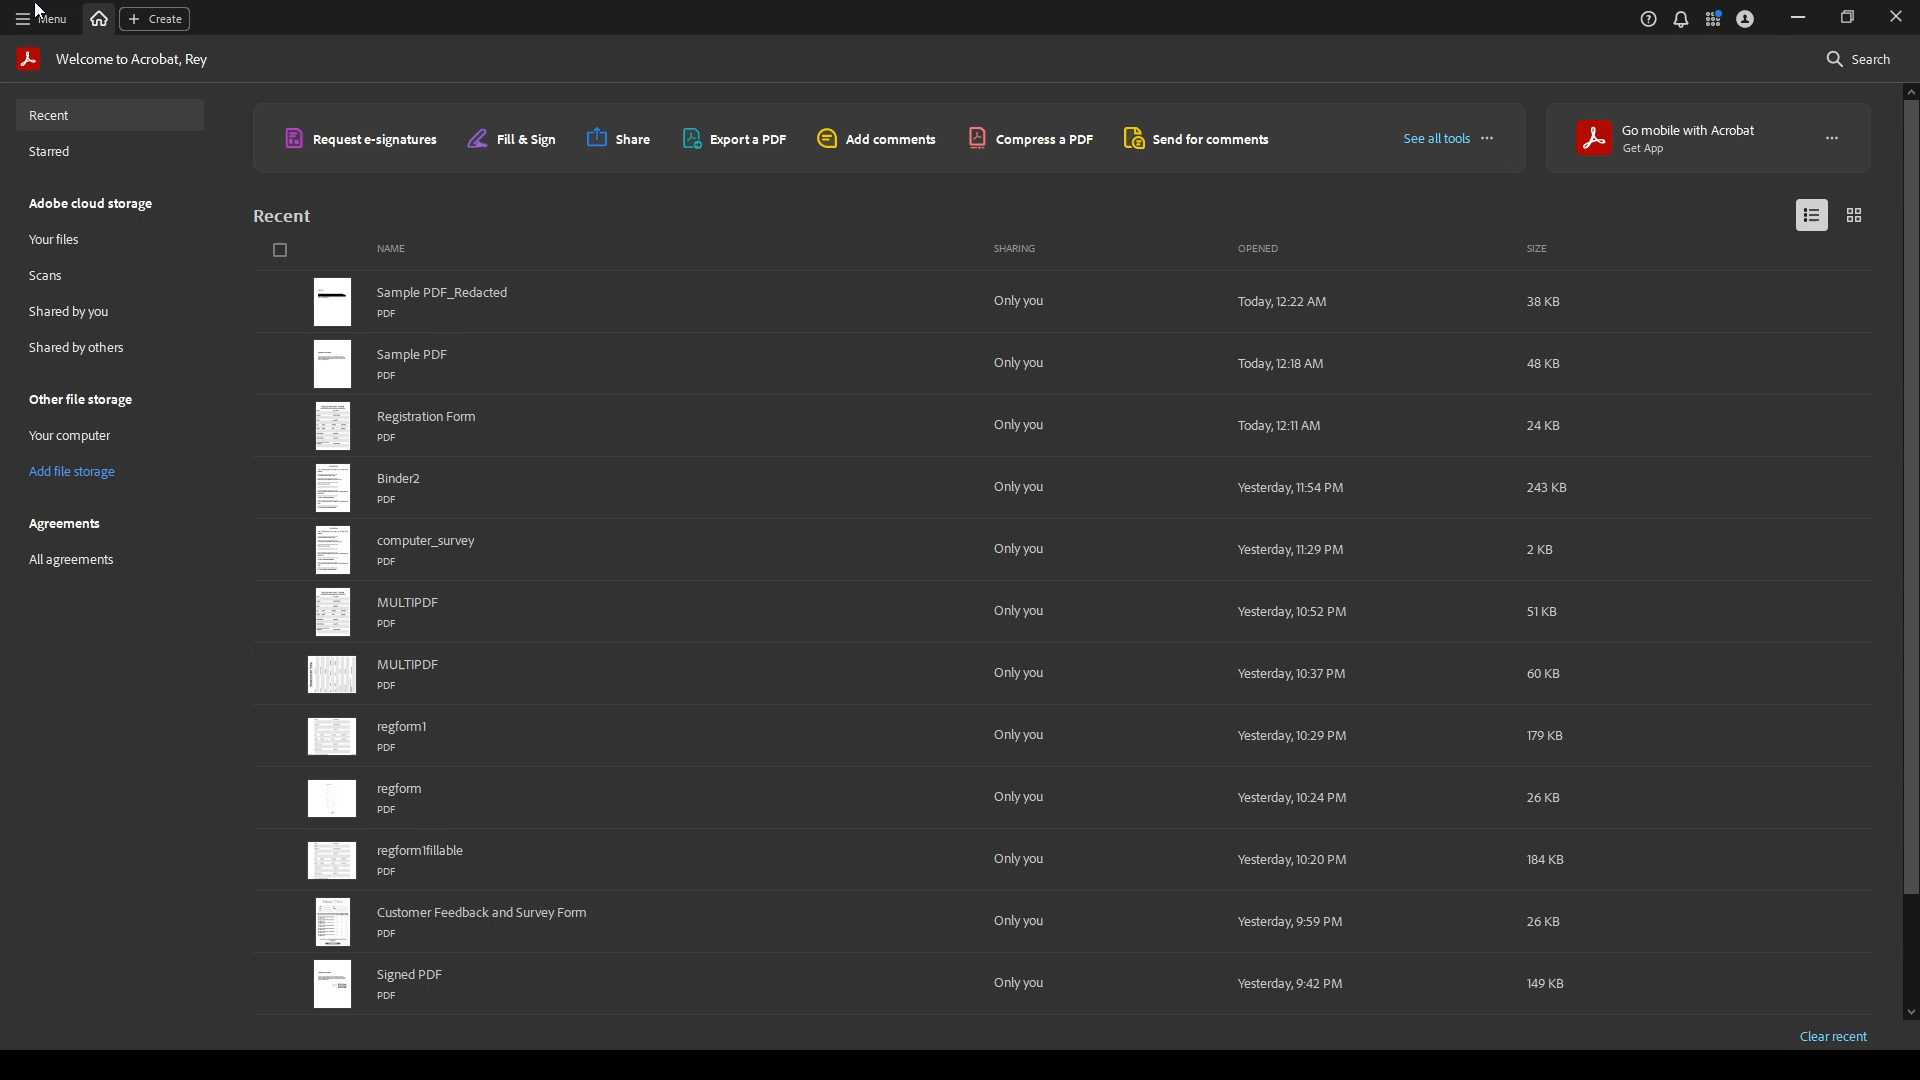 Menu
Create
Welcome to Acrobat, Rey
Search
Recent
Starred
Adobe cloud storage
Your files
Scans
Shared by you
Shared by others
Other file storage
Your computer
Add file storage
Agreements
All agreements
Request e-signatures
Fill & Sign
Share
Export a PDF
Add comments
Compress a PDF
Send for comments
See all tools
Go mobile with Acrobat
Get App
Recent
NAME SHARING OPENED SIZE
Sample PDF_Redacted
PDF
Only you Today, 12:22 AM 38 KB
Sample PDF
PDF
Only you Today, 12:18 AM 48 KB
Registration Form
PDF
Only you Today, 12:11 AM 24 KB
Binder2
PDF
Only you Yesterday, 11:54 PM 243 KB
computer_survey
PDF
Only you Yesterday, 11:29 PM 2 KB
MULTIPDF
PDF
Only you Yesterday, 10:52 PM 51 KB
MULTIPDF
PDF
Only you Yesterday, 10:37 PM 60 KB
regform1
PDF
Only you Yesterday, 10:29 PM 179 KB
regform
PDF
Only you Yesterday, 10:24 PM 26 KB
regform1fillable
PDF
Only you Yesterday, 10:20 PM 184 KB
Customer Feedback and Survey Form
PDF
Only you Yesterday, 9:59 PM 26 KB
Signed PDF
PDF
Only you Yesterday, 9:42 PM 149 KB
Clear recent